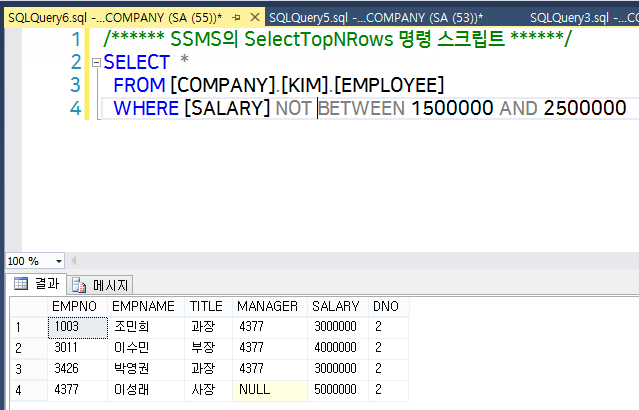 SQLQuery6.sql -...COMPANY (SA (55))* SQLQuery5.sql -...COMPANY (SA (53))* SQLQuery3.sql -...CO
1 /****** SSMS의 SelectTopNRows 명령 스크립트 ******/
2 SELECT *
3 FROM [COMPANY].[KIM].[EMPLOYEE]
4 WHERE [SALARY] NOT BETWEEN 1500000 AND 2500000
100 %
결과 메시지
EMPNO EMPNAME TITLE MANAGER SALARY DNO
1 1003 조민희 과장 4377 3000000 2
2 3011 이수민 부장 4377 4000000 2
3 3426 박영권 과장 4377 3000000 2
4 4377 이성래 사장 NULL 5000000 2